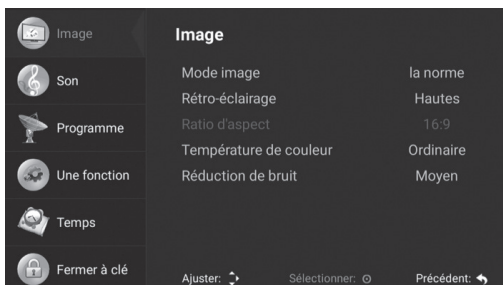 Image
Son
Programme
Une fonction
Temps
Fermer à clé
Image
Mode image la norme
Rétro-éclairage Hautes
Ratio d'aspect 16:9
Température de couleur Ordinaire
Réduction de bruit Moyen
Ajuster: Sélectionner: Précédent: